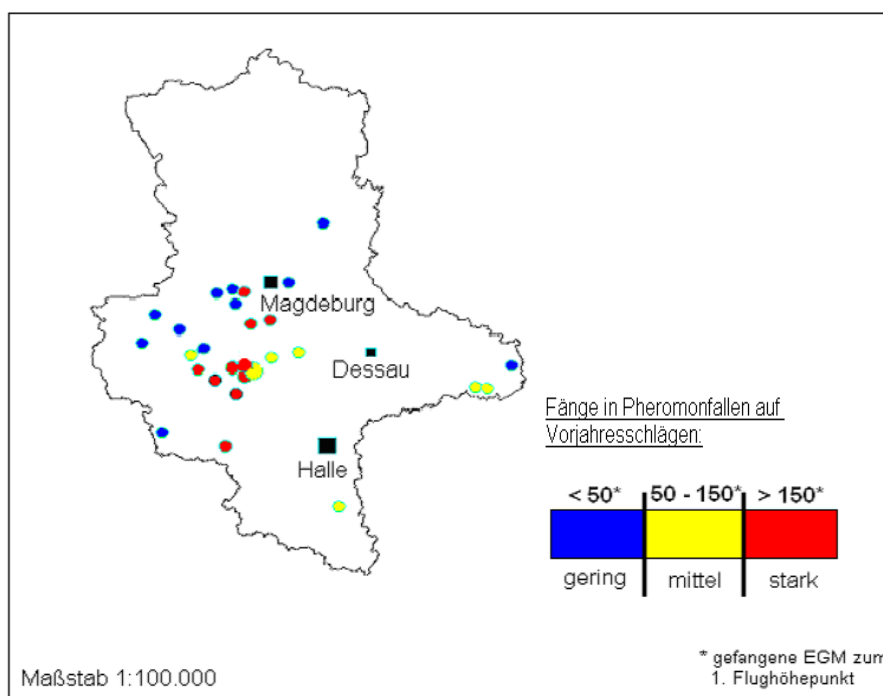 Magdeburg
Dessau
Halle
Fänge in Pheromonfallen auf
Vorjahresschlägen:
< 50* 50 - 150* > 150*
gering mittel stark
* gefangene EGM zum
1. Flughöhepunkt
Maßstab 1:100.000